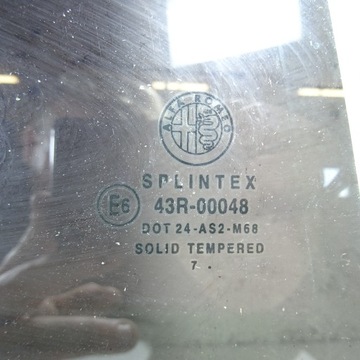 ALFA ROMEO
SPLINTEX
E6 43R-00048
DOT 24-AS2-M68
SOLID TEMPERED
7